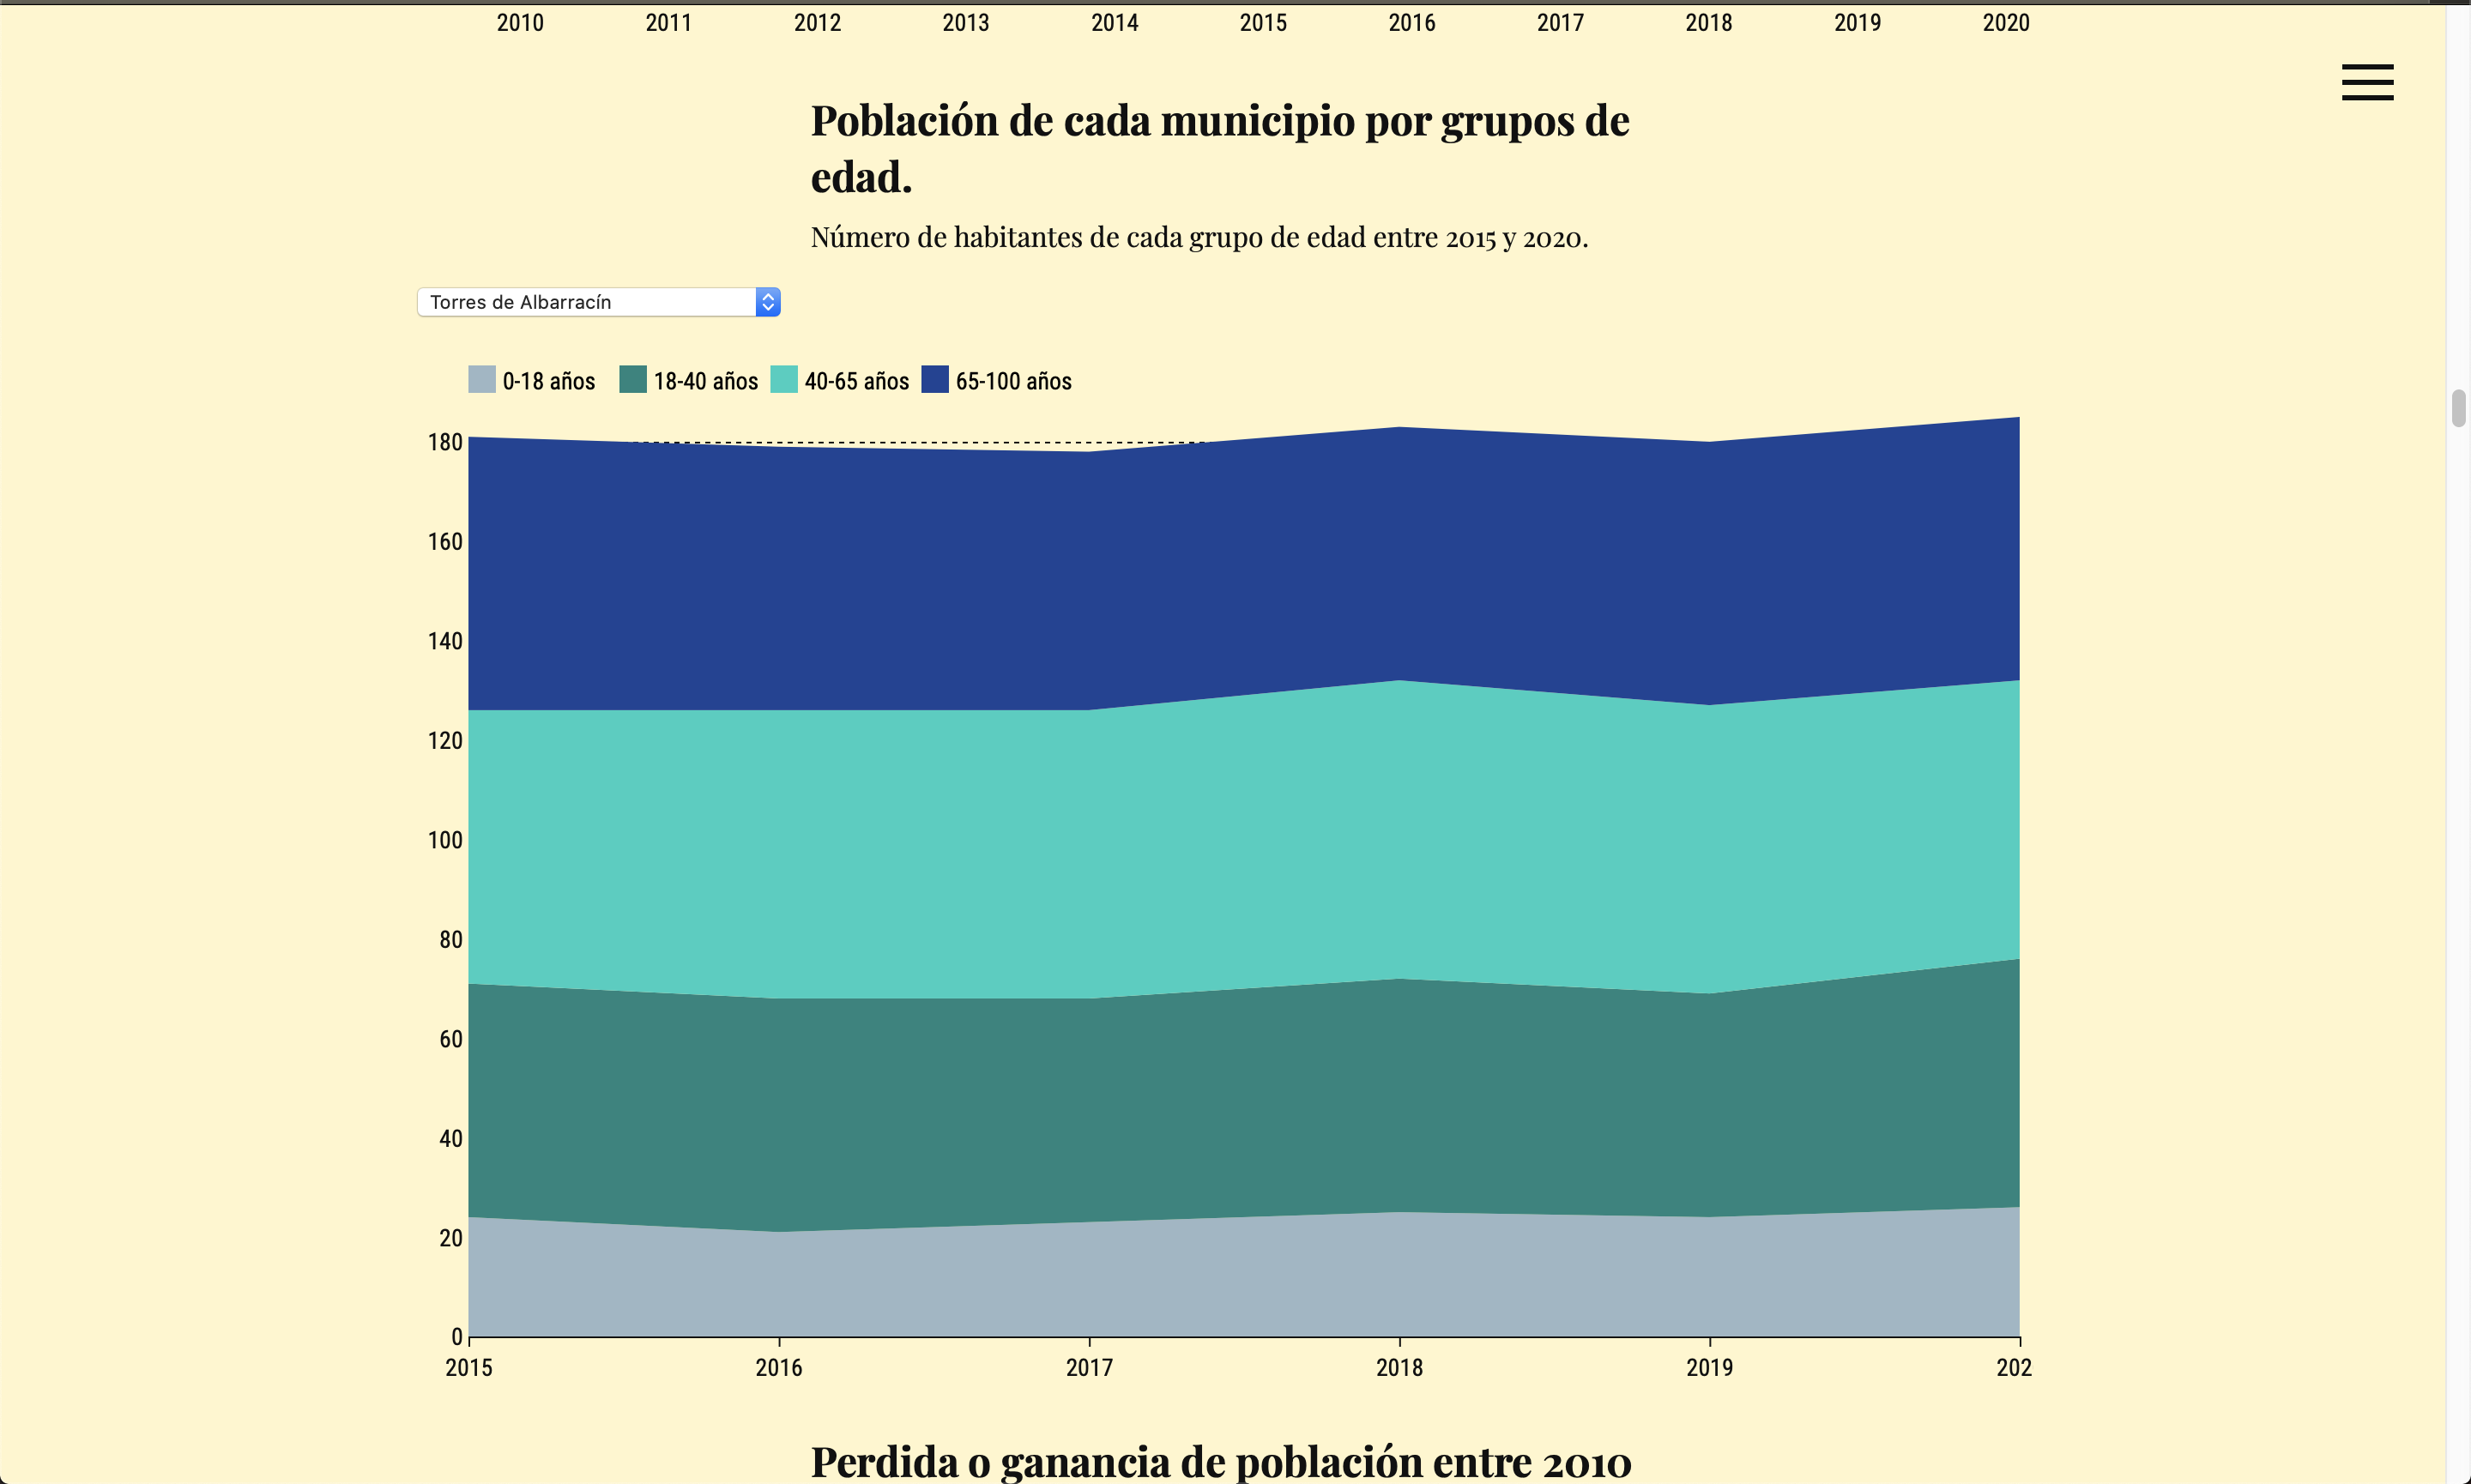 2010 2011 2012 2013 2014 2015 2016 2017 2018 2019 2020
Población de cada municipio por grupos de
edad.
Número de habitantes de cada grupo de edad entre 2015 y 2020.
Torres de Albarracín
0-18 años 18-40 años 40-65 años 65-100 años
180
160
140
120
100
80
60
40
20
0
2015 2016 2017 2018 2019 202
Perdida o ganancia de población entre 2010